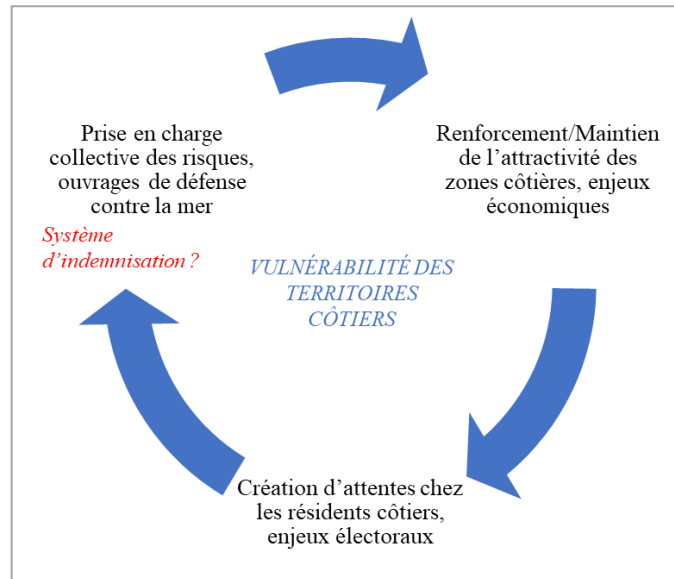 Prise en charge
collective des risques,
ouvrages de défense
contre la mer
Système
d'indemnisation ?
Renforcement/Maintien
de l'attractivité des
zones côtières, enjeux
économiques
VULNÉRABILITÉ DES
TERRITOIRES
CÔTIERS
Création d'attentes chez
les résidents côtiers,
enjeux électoraux